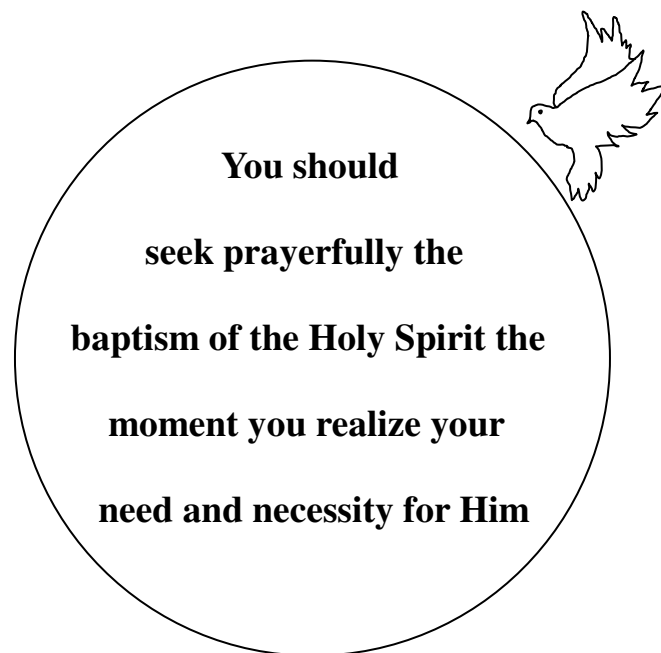 You should
seek prayerfully the
baptism of the Holy Spirit the
moment you realize your
need and necessity for Him